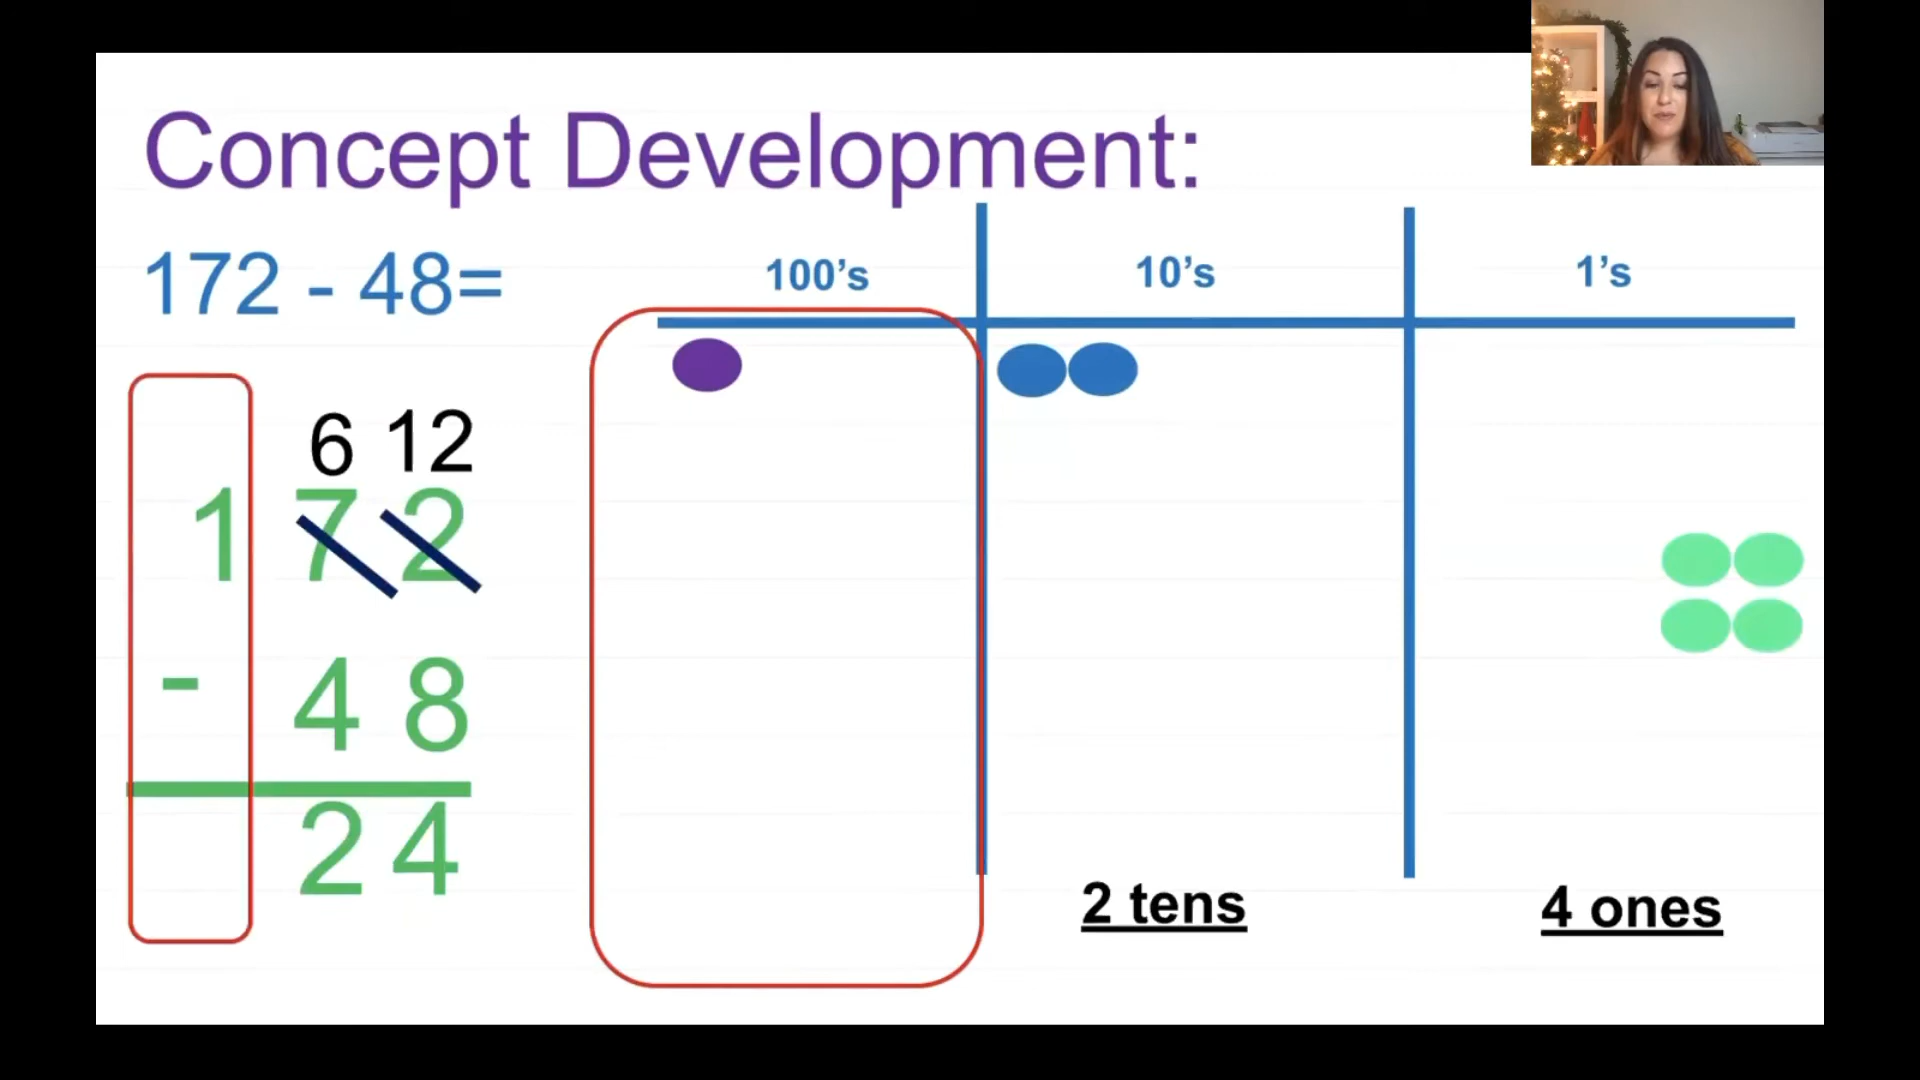 Concept Development:
172 - 48=
100’s 10’s 1’s
6 12
1 7 2
- 4 8
2 4
2 tens 4 ones